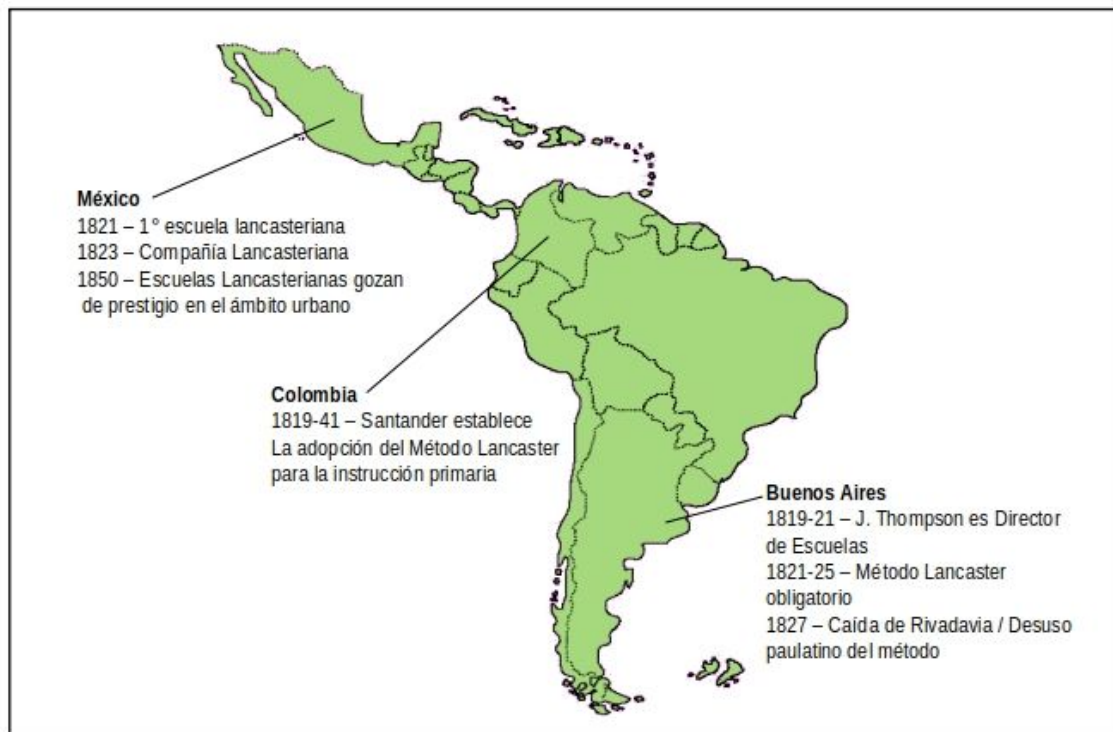 México
1821 – 1° escuela lancasteriana
1823 – Compañía Lancasteriana
1850 – Escuelas Lancasterianas gozan
de prestigio en el ámbito urbano
Colombia
1819-41 – Santander establece
La adopción del Método Lancaster
para la instrucción primaria
Buenos Aires
1819-21 – J. Thompson es Director
de Escuelas
1821-25 – Método Lancaster
obligatorio
1827 – Caída de Rivadavia / Desuso
paulatino del método